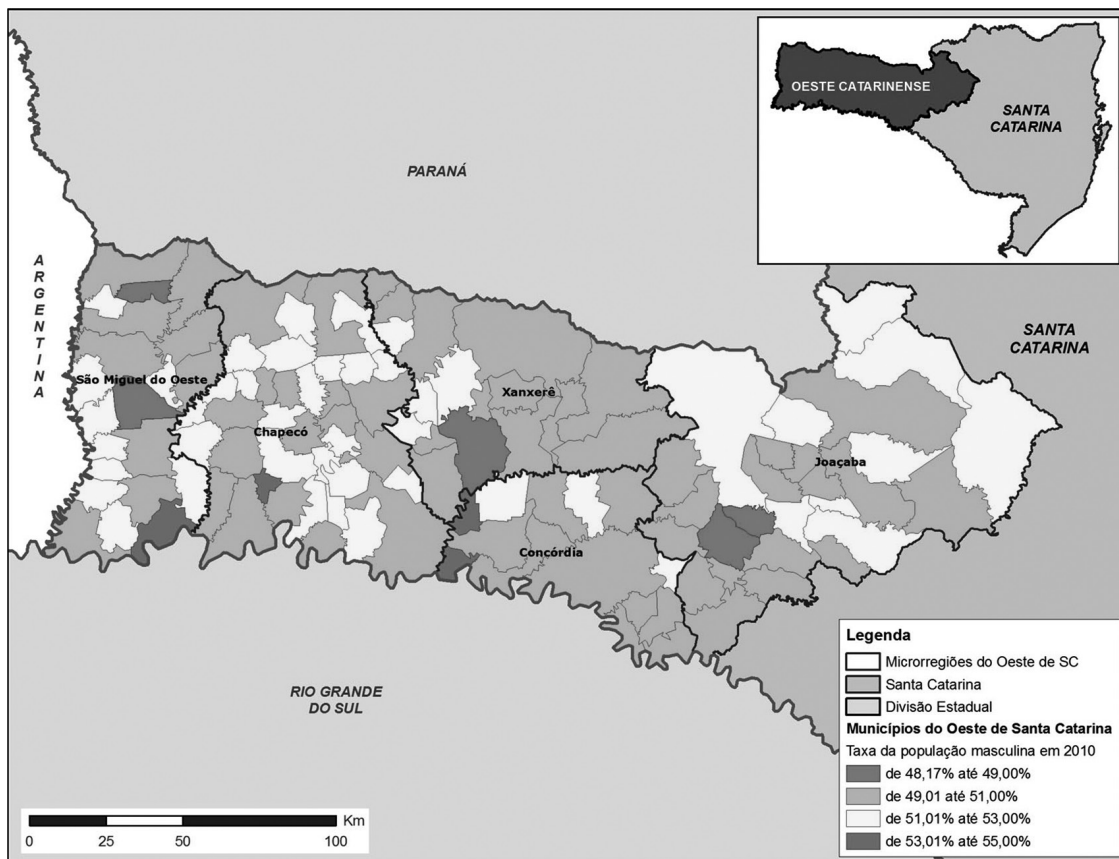 OESTE CATARINENSE
SANTA
CATARINA
PARANÁ
ARGENTINA
SANTA
CATARINA
São Miguel do Oeste
Xanxerê
Chapecó
Joaçaba
Concórdia
RIO GRANDE
DO SUL
Legenda
Microrregiões do Oeste de SC
Santa Catarina
Divisão Estadual
Municípios do Oeste de Santa Catarina
Taxa da população masculina em 2010
de 48,17% até 49,00%
de 49,01 até 51,00%
de 51,01% até 53,00%
de 53,01% até 55,00%
Km
0 25 50 100